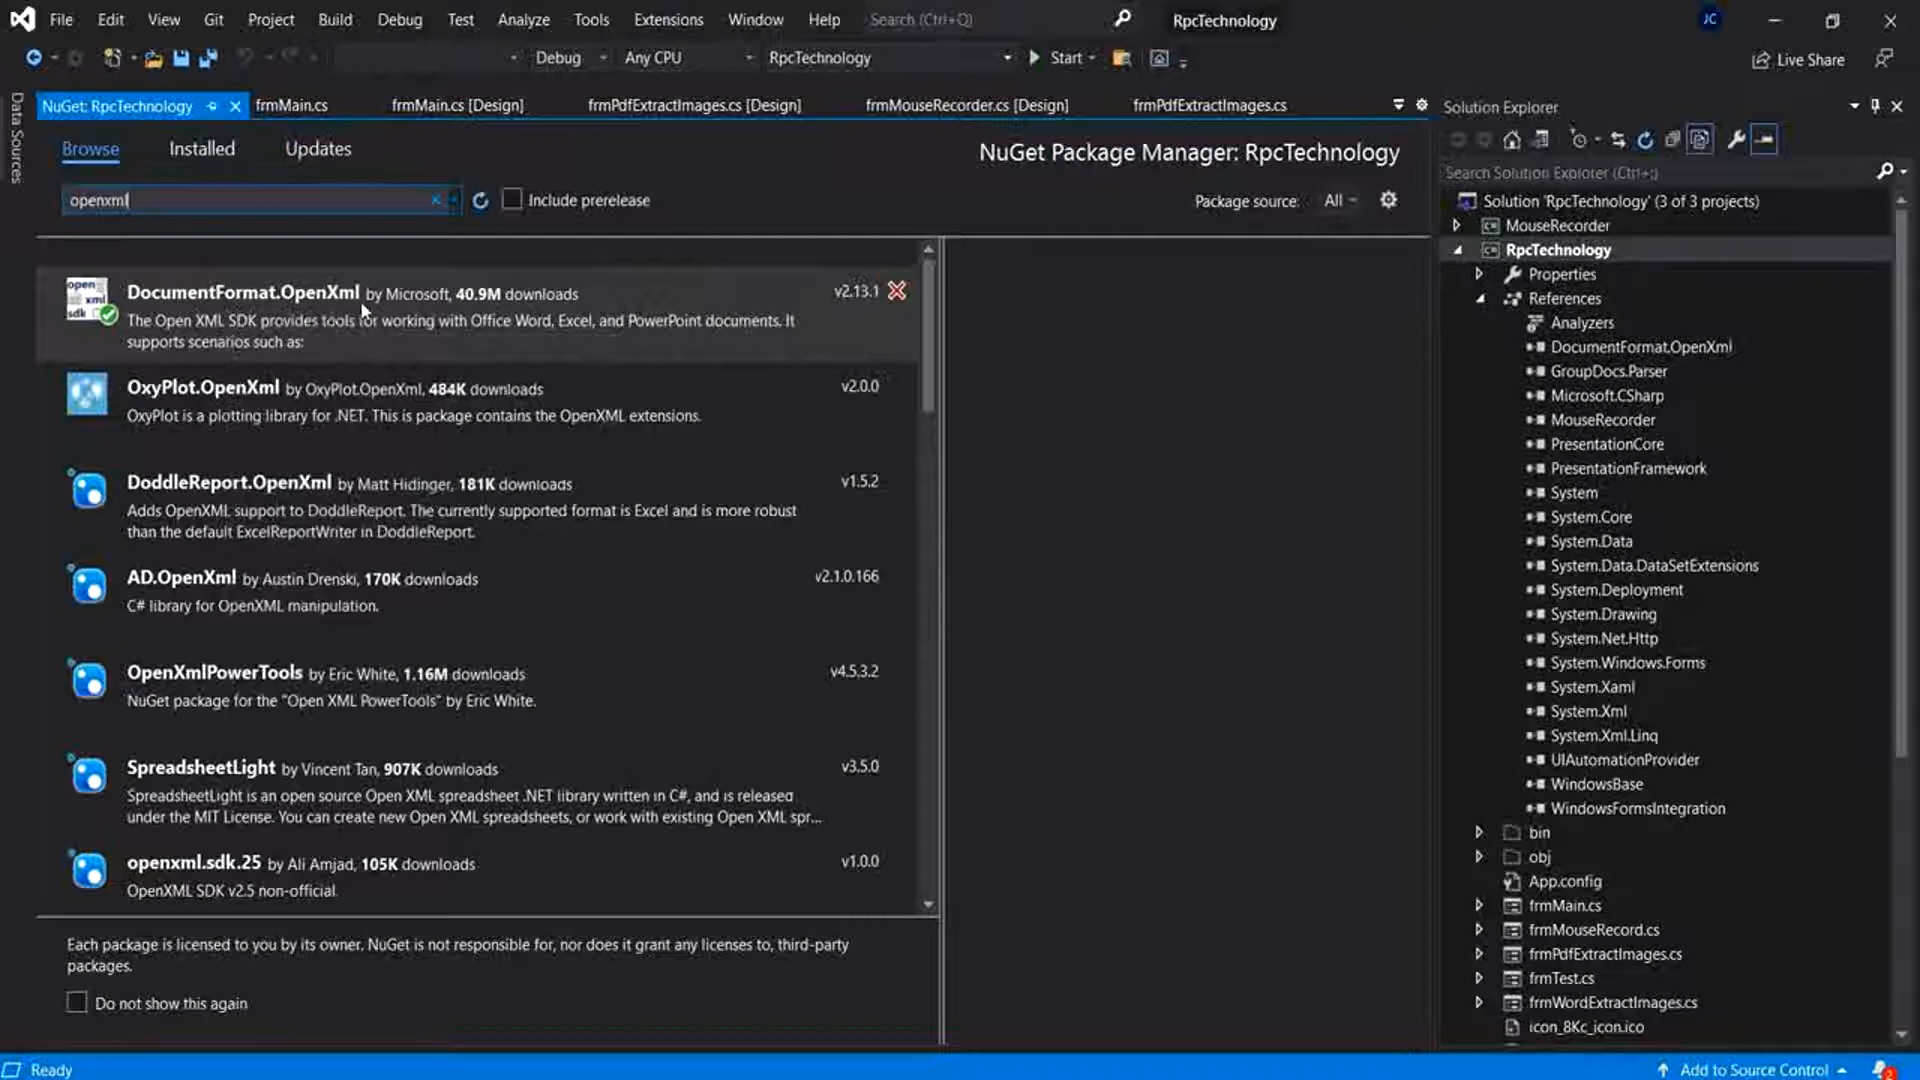 File Edit View Git Project Build Debug Test Analyze Tools Extensions Window Help Search (Ctrl+Q) RpcTechnology JC
Debug Any CPU RpcTechnology Start Live Share
Data Sources
NuGet: RpcTechnology frmMain.cs frmMain.cs [Design] frmPdfExtractImages.cs [Design] frmMouseRecorder.cs [Design] frmPdfExtractImages.cs
Browse Installed Updates
NuGet Package Manager: RpcTechnology
openxml
Include prerelease
Package source: All
open xml sdk
DocumentFormat.OpenXml by Microsoft, 40.9M downloads v2.13.1
The Open XML SDK provides tools for working with Office Word, Excel, and PowerPoint documents. It
supports scenarios such as:
OxyPlot.OpenXml by OxyPlot.OpenXml, 484K downloads v2.0.0
OxyPlot is a plotting library for .NET. This is package contains the OpenXML extensions.
DoddleReport.OpenXml by Matt Hidinger, 181K downloads v1.5.2
Adds OpenXML support to DoddleReport. The currently supported format is Excel and is more robust
than the default ExcelReportWriter in DoddleReport.
AD.OpenXml by Austin Drenski, 170K downloads v2.1.0.166
C# library for OpenXML manipulation.
OpenXmlPowerTools by Eric White, 1.16M downloads v4.5.3.2
NuGet package for the "Open XML PowerTools" by Eric White.
SpreadsheetLight by Vincent Tan, 907K downloads v3.5.0
SpreadsheetLight is an open source Open XML spreadsheet .NET library written in C#, and is released
under the MIT License. You can create new Open XML spreadsheets, or work with existing Open XML spr...
openxml.sdk.25 by Ali Amjad, 105K downloads v1.0.0
OpenXML SDK v2.5 non-official.
Each package is licensed to you by its owner. NuGet is not responsible for, nor does it grant any licenses to, third-party
packages.
Do not show this again
Solution Explorer
Search Solution Explorer (Ctrl+;)
Solution 'RpcTechnology' (3 of 3 projects)
MouseRecorder
RpcTechnology
Properties
References
Analyzers
DocumentFormat.OpenXml
GroupDocs.Parser
Microsoft.CSharp
MouseRecorder
PresentationCore
PresentationFramework
System
System.Core
System.Data
System.Data.DataSetExtensions
System.Deployment
System.Drawing
System.Net.Http
System.Windows.Forms
System.Xaml
System.Xml
System.Xml.Linq
UIAutomationProvider
WindowsBase
WindowsFormsIntegration
bin
obj
App.config
frmMain.cs
frmMouseRecord.cs
frmPdfExtractImages.cs
frmTest.cs
frmWordExtractImages.cs
icon_8Kc_icon.ico
Ready
Add to Source Control 2